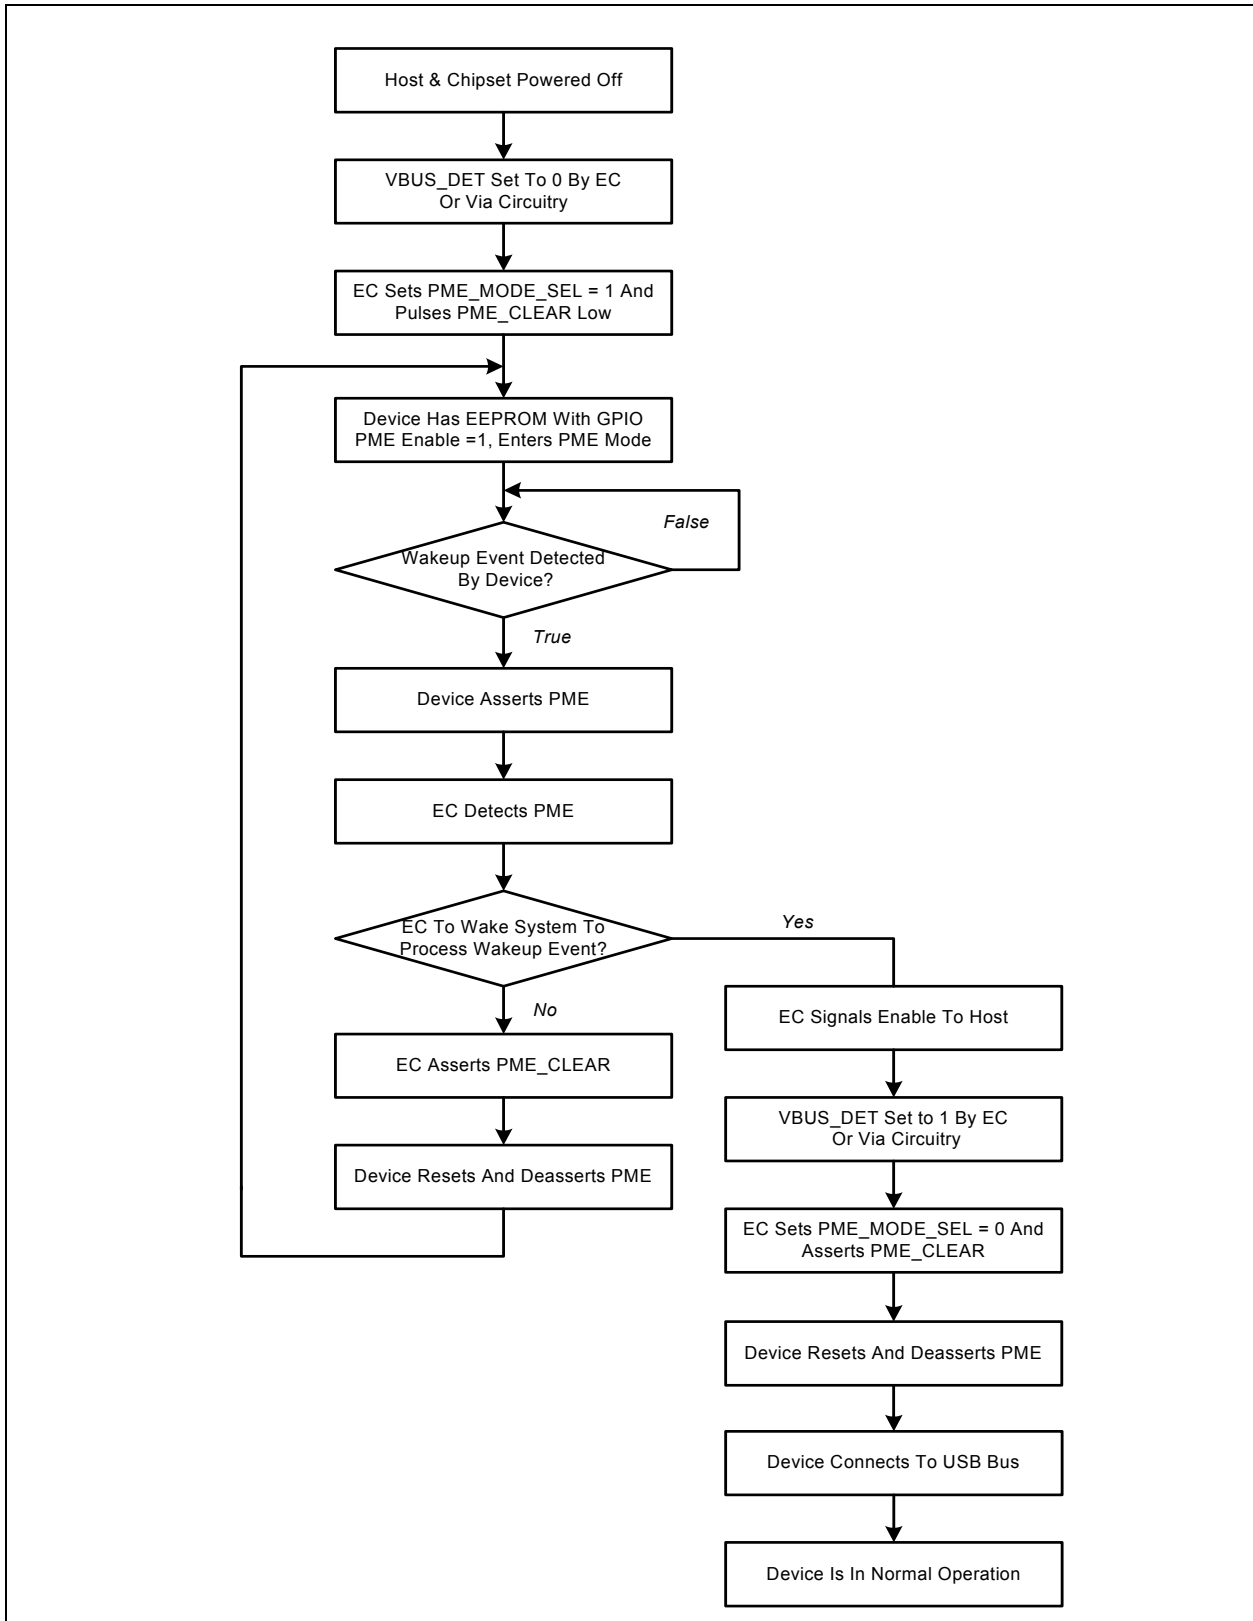 Host & Chipset Powered Off
VBUS_DET Set To 0 By EC
Or Via Circuitry
EC Sets PME_MODE_SEL = 1 And
Pulses PME_CLEAR Low
Device Has EEPROM With GPIO
PME Enable =1, Enters PME Mode
False
Wakeup Event Detected
By Device?
True
Device Asserts PME
EC Detects PME
EC To Wake System To
Process Wakeup Event?
Yes
No
EC Asserts PME_CLEAR
Device Resets And Deasserts PME
EC Signals Enable To Host
VBUS_DET Set to 1 By EC
Or Via Circuitry
EC Sets PME_MODE_SEL = 0 And
Asserts PME_CLEAR
Device Resets And Deasserts PME
Device Connects To USB Bus
Device Is In Normal Operation